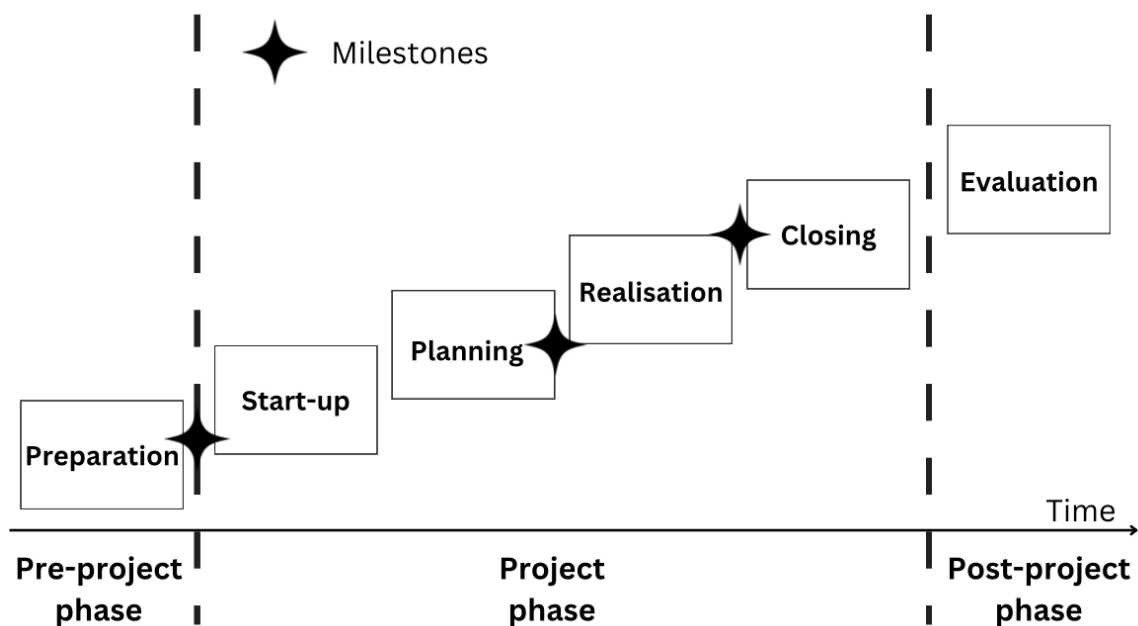 Milestones
Evaluation
Closing
Realisation
Planning
Start-up
Preparation
Time
Pre-project
phase
Project
phase
Post-project
phase